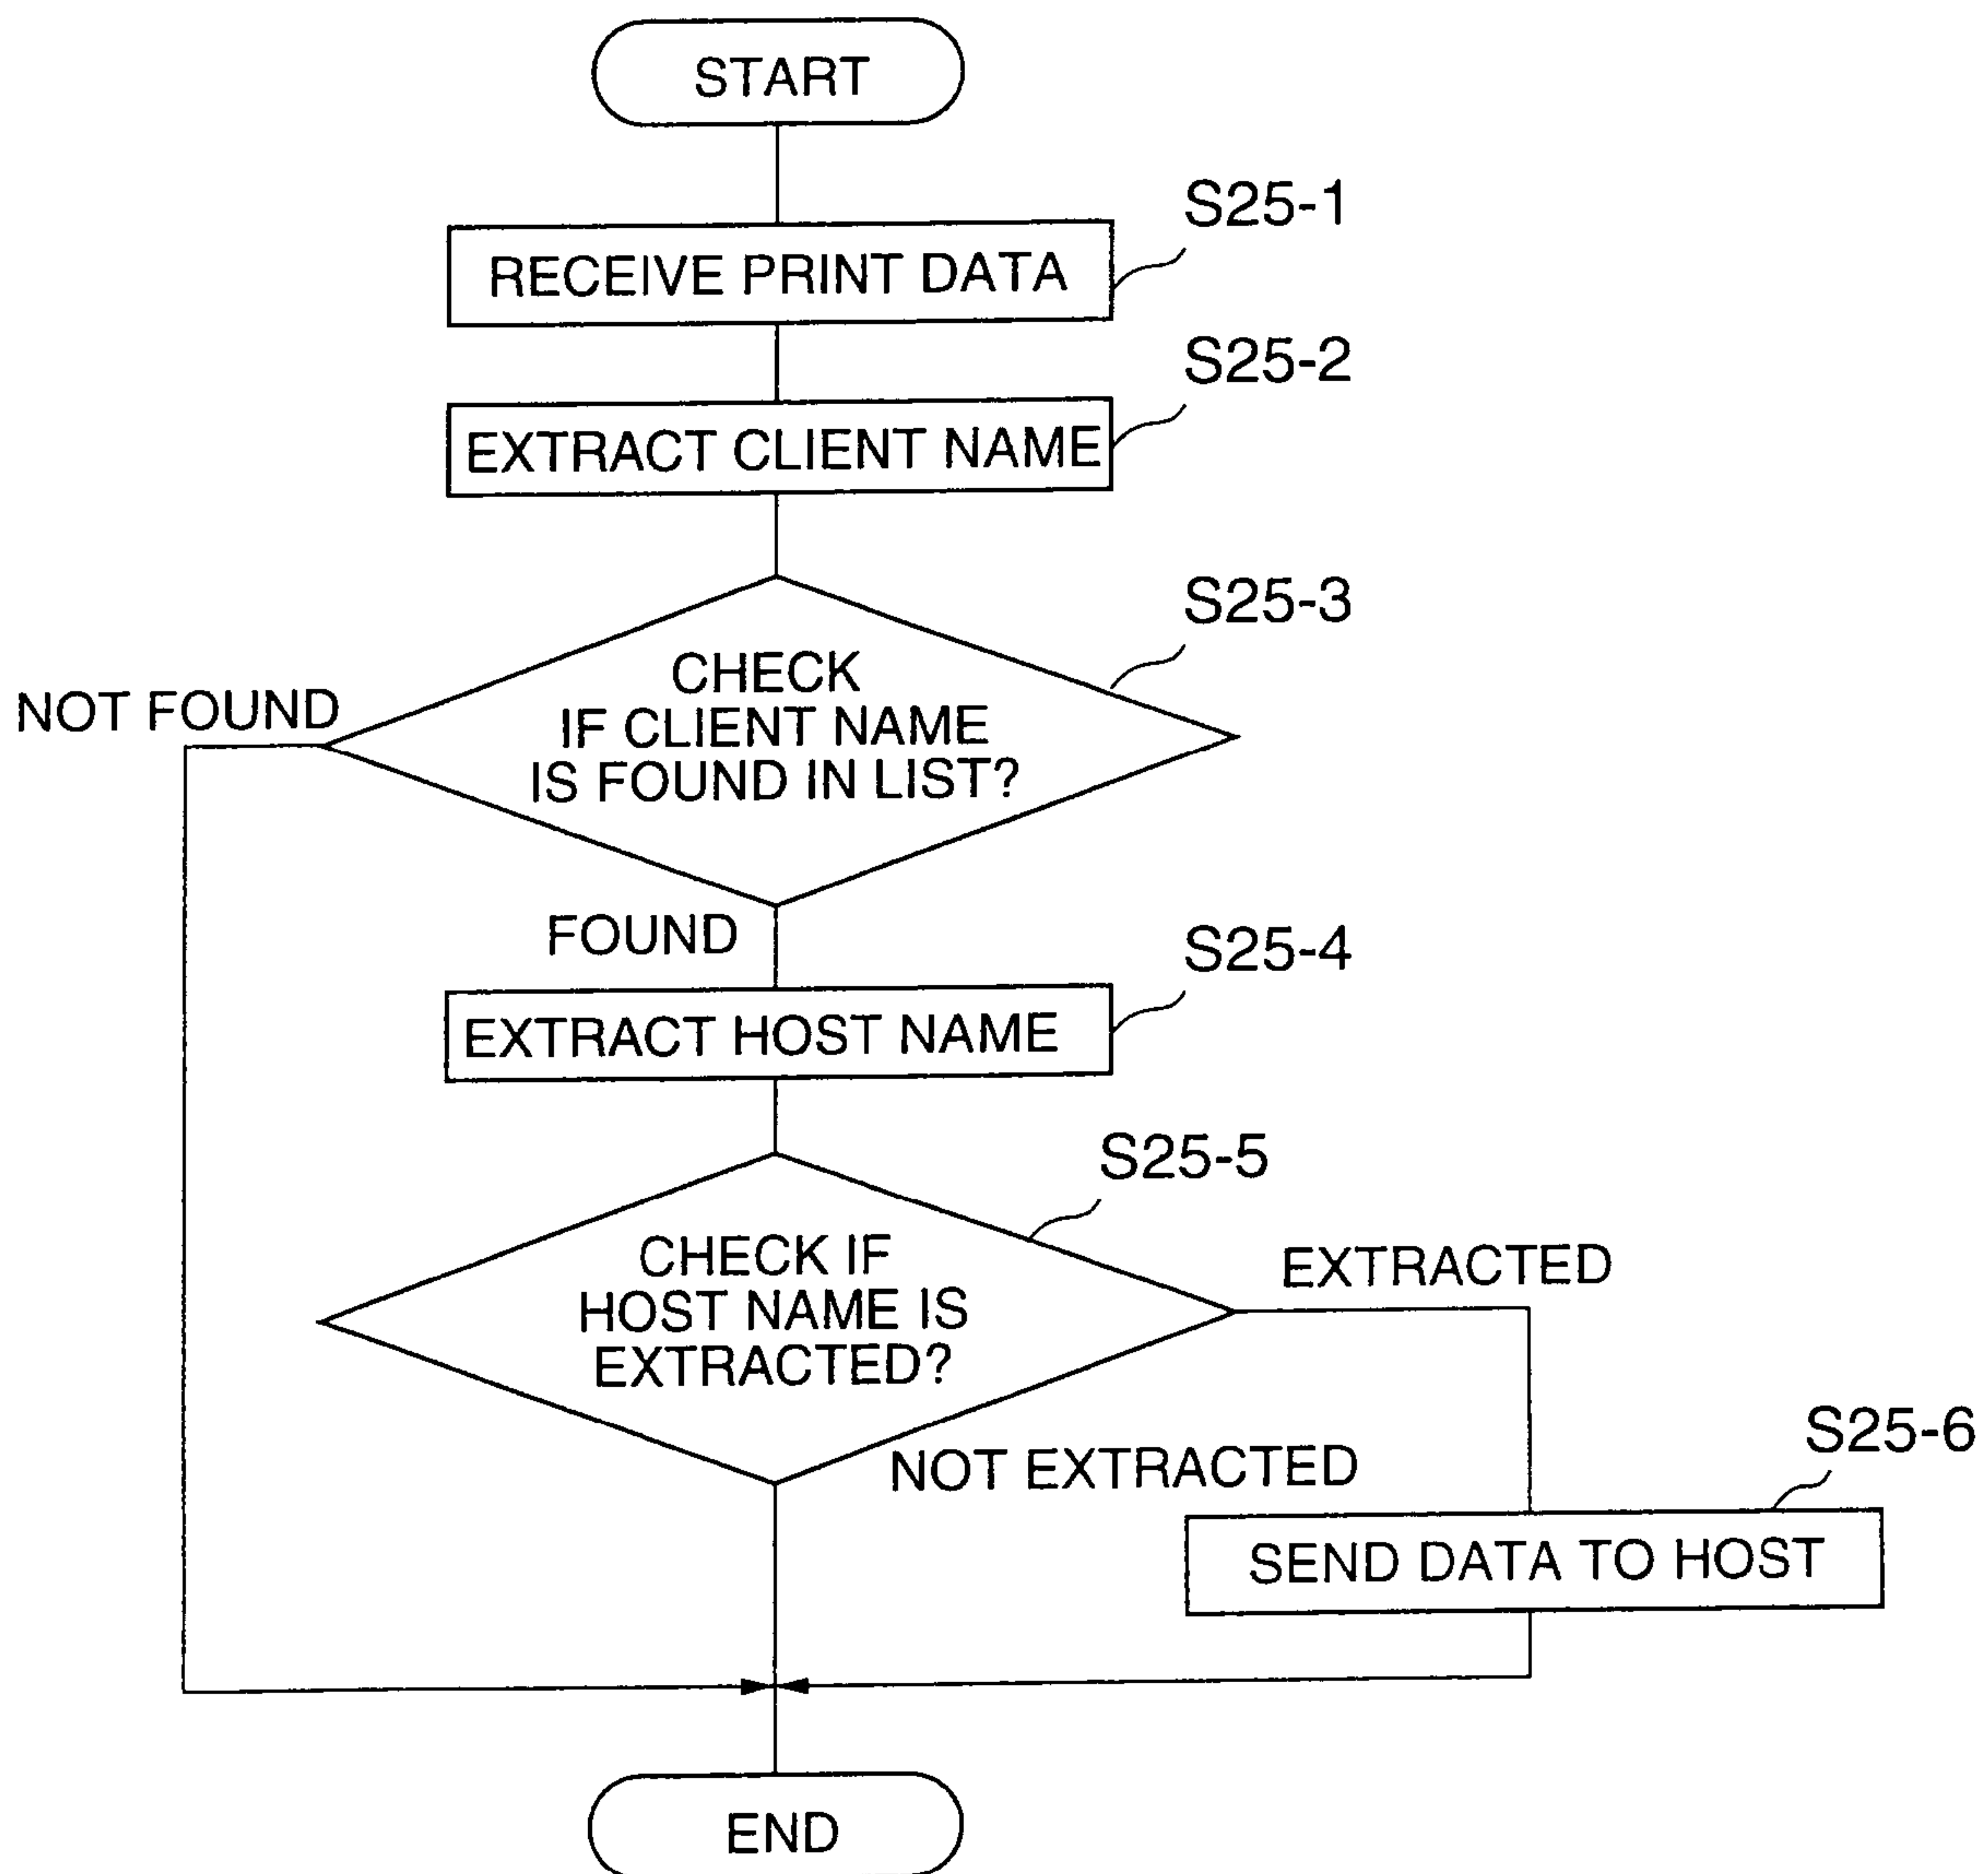 START
S25-1
RECEIVE PRINT DATA
S25-2
EXTRACT CLIENT NAME
S25-3
CHECK
IF CLIENT NAME
IS FOUND IN LIST?
NOT FOUND
FOUND
S25-4
EXTRACT HOST NAME
S25-5
CHECK IF
HOST NAME IS
EXTRACTED?
EXTRACTED
NOT EXTRACTED
S25-6
SEND DATA TO HOST
END